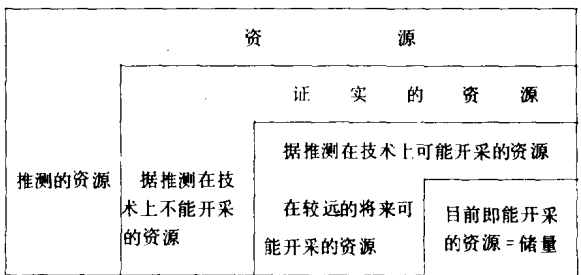 资源
证实的资源
据推测在技术上可能开采的资源
推测的资源
据推测在技
术上不能开采
的资源
在较远的将来可
能开采的资源
目前即能开采
的资源=储量